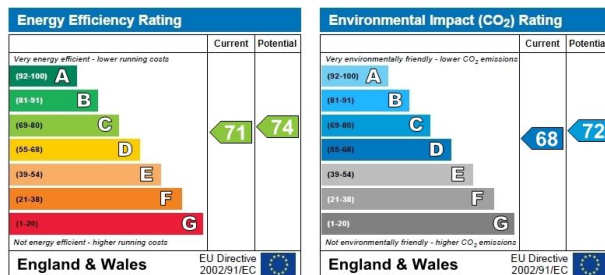 Energy Efficiency Rating
Current Potential
Very energy efficient - lower running costs
(92-100) A
(81-91) B
(69-80) C
(55-68) D
(39-54) E
(21-38) F
(1-20) G
71 74
Not energy efficient - higher running costs
England & Wales
EU Directive
2002/91/EC
Environmental Impact (CO₂) Rating
Current Potential
Very environmentally friendly - lower CO₂ emissions
(92-100) A
(81-91) B
(69-80) C
(55-68) D
(39-54) E
(21-38) F
(1-20) G
68 72
Not environmentally friendly - higher CO₂ emissions
England & Wales
EU Directive
2002/91/EC